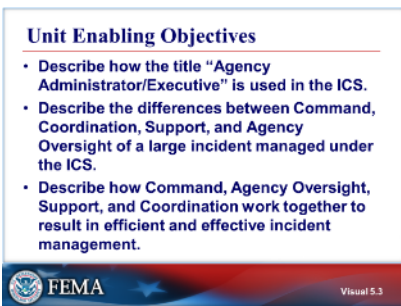 Unit Enabling Objectives
• Describe how the title “Agency
Administrator/Executive” is used in the ICS.
• Describe the differences between Command,
Coordination, Support, and Agency
Oversight of a large incident managed under
the ICS.
• Describe how Command, Agency Oversight,
Support, and Coordination work together to
result in efficient and effective incident
management.
FEMA
Visual 5.3